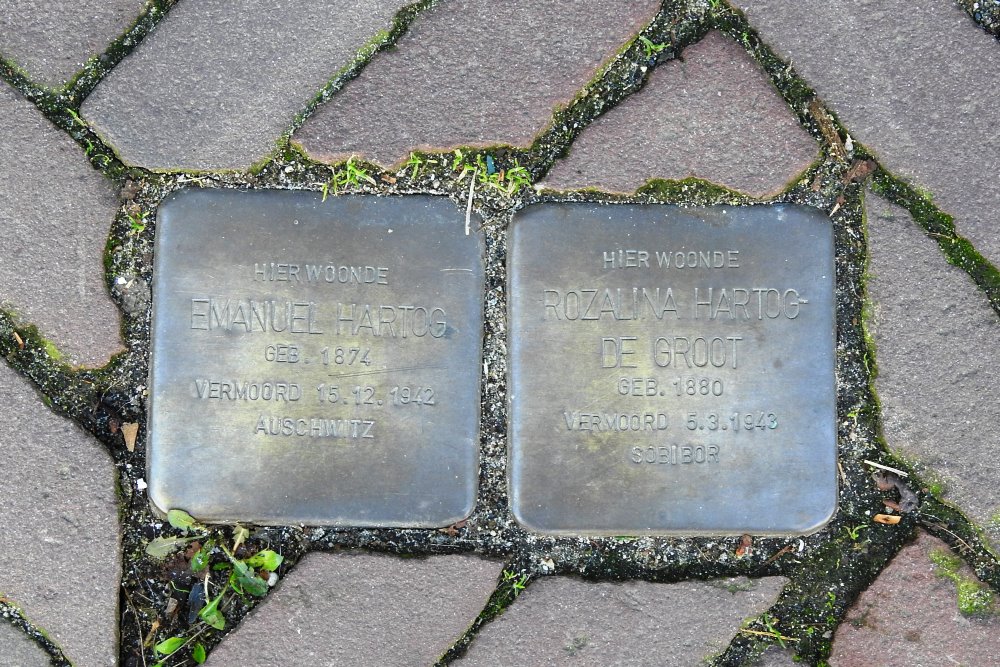 HIER WOONDE
EMANUEL HARTOG
GEB. 1874
VERMOORD 15.12.1942
AUSCHWITZ
HIER WOONDE
ROZALINA HARTOG-
DE GROOT
GEB. 1880
VERMOORD 5.3.1943
SOBIBOR